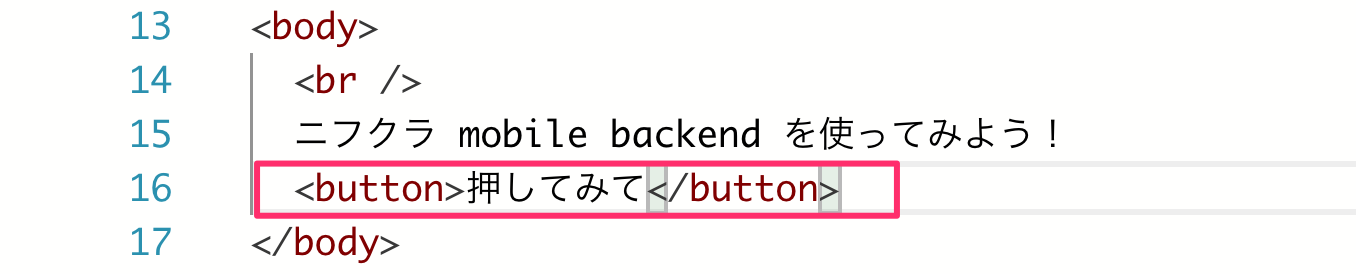 13 <body>
14 <br />
15 ニフクラ mobile backend を使ってみよう！
16 <button>押してみて</button>
17 </body>